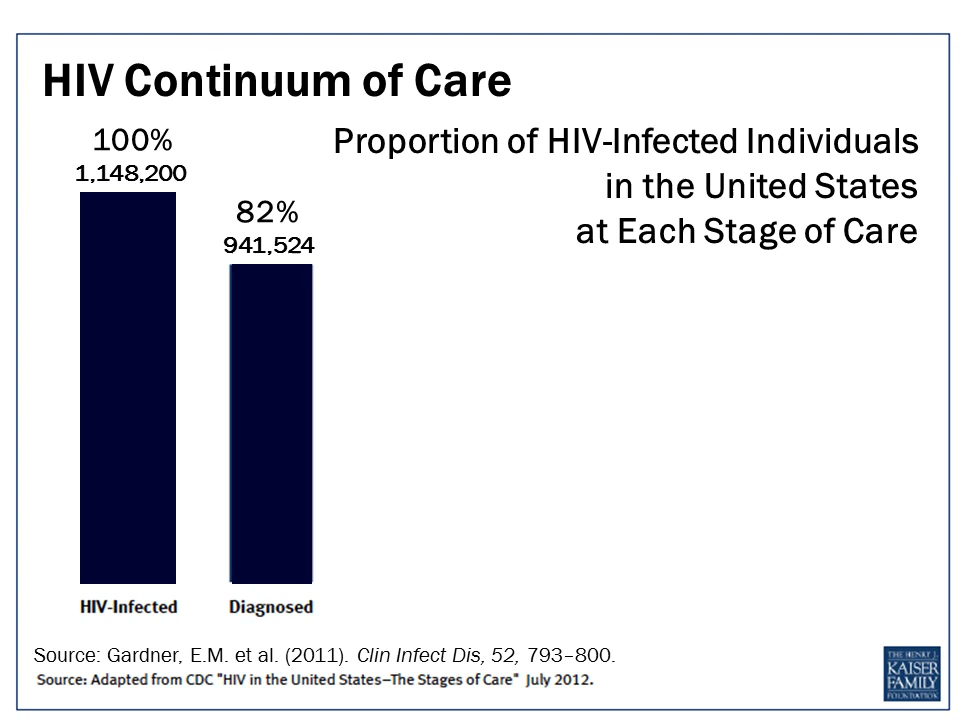 HIV Continuum of Care
100%
1,148,200
Proportion of HIV-Infected Individuals
in the United States
at Each Stage of Care
82%
941,524
HIV-Infected
Diagnosed
Source: Gardner, E.M. et al. (2011). Clin Infect Dis, 52, 793–800.
Source: Adapted from CDC "HIV in the United States—The Stages of Care" July 2012.
THE HENRY J.
KAISER
FAMILY
FOUNDATION